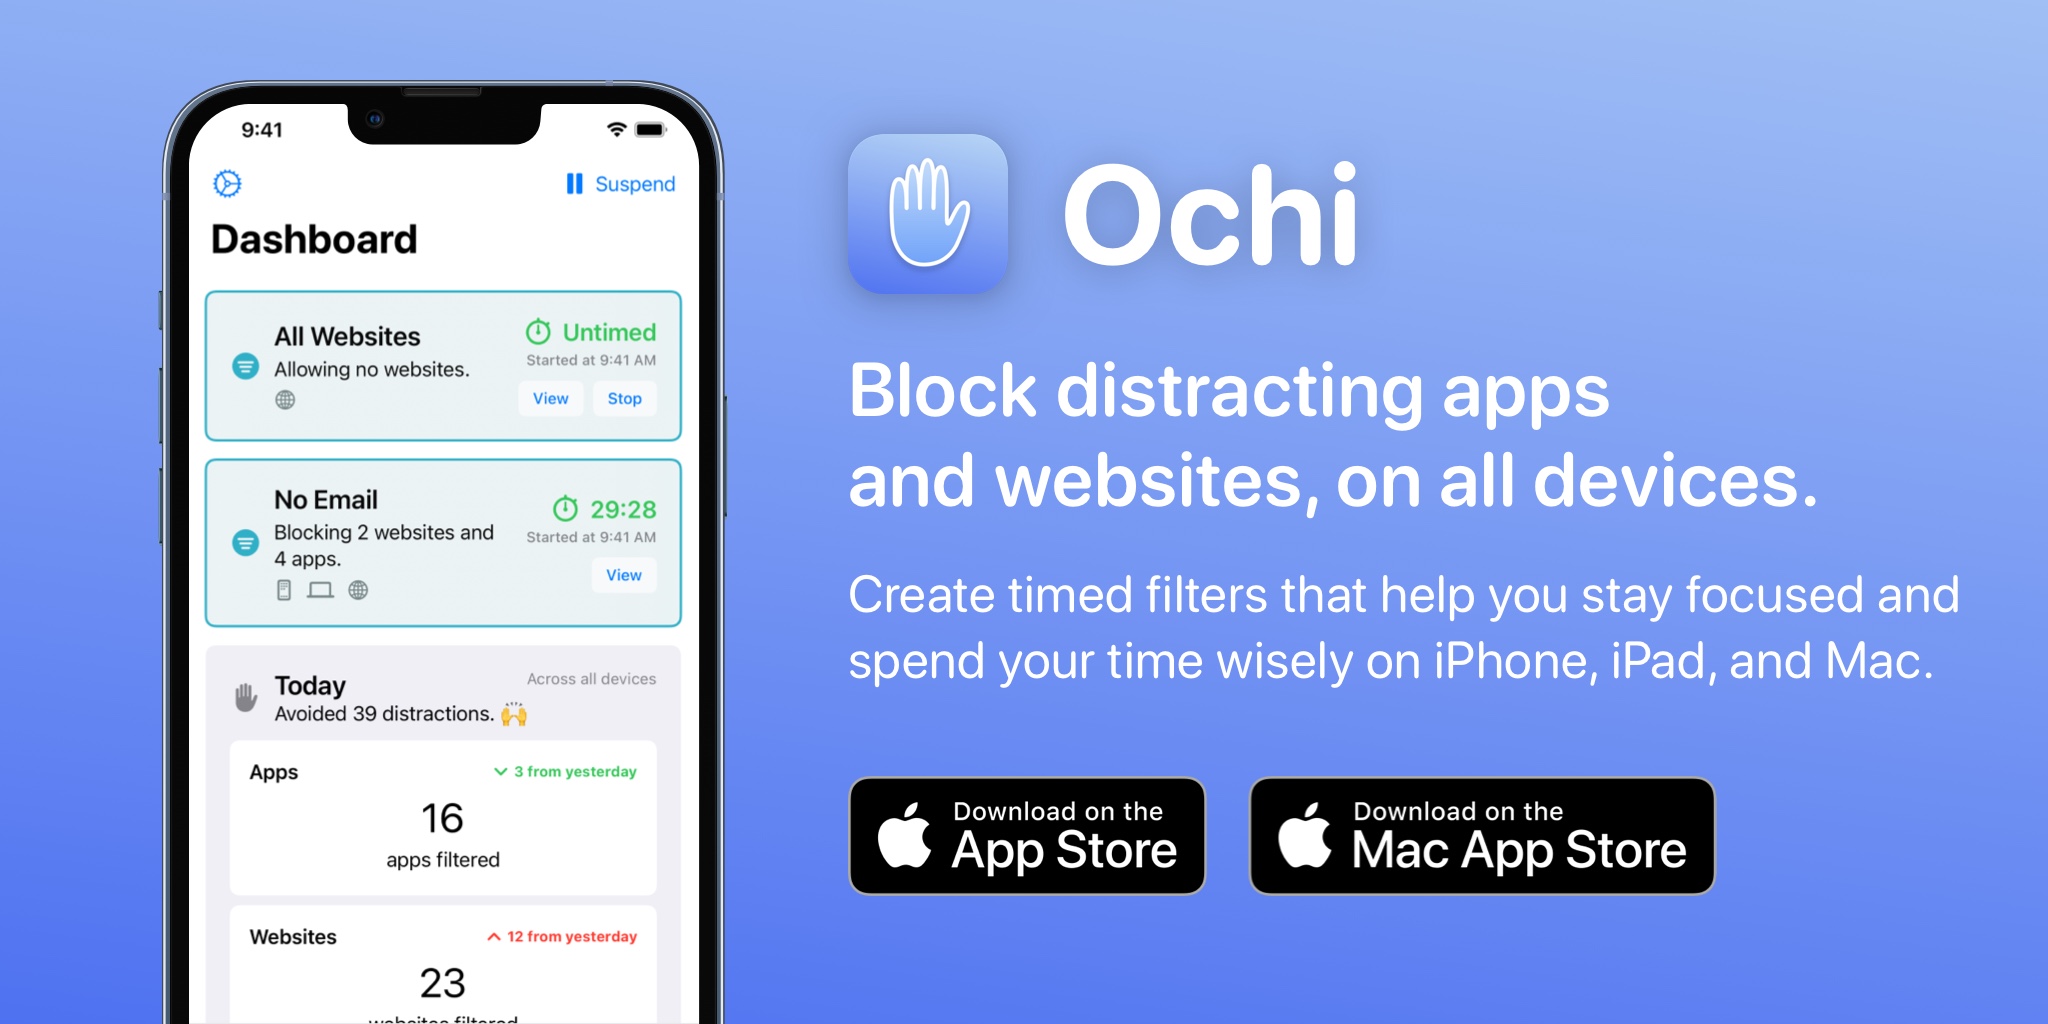 9:41
Suspend
Dashboard
All Websites
Allowing no websites.
Untimed
Started at 9:41 AM
View
Stop
No Email
Blocking 2 websites and
4 apps.
29:28
Started at 9:41 AM
View
Today
Across all devices
Avoided 39 distractions. 🙌
Apps
3 from yesterday
16
apps filtered
Websites
12 from yesterday
23
websites filtered
Ochi
Block distracting apps
and websites, on all devices.
Create timed filters that help you stay focused and
spend your time wisely on iPhone, iPad, and Mac.
Download on the
App Store
Download on the
Mac App Store